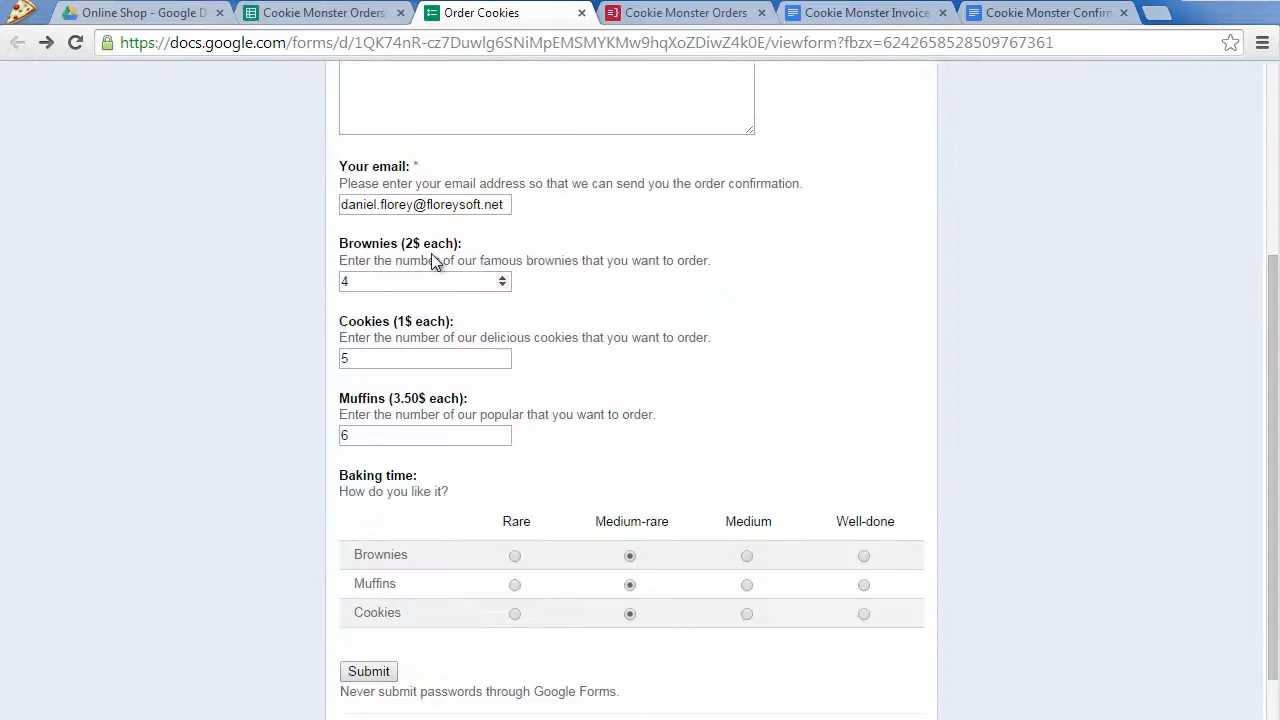 Online Shop - Google D
Cookie Monster Orders
Order Cookies
Cookie Monster Orders
Cookie Monster Invoice
Cookie Monster Confirm
https://docs.google.com/forms/d/1QK74nR-cz7Duwlg6SNiMpEMSMYKMw9hqXoZDiwZ4k0E/viewform?fbzx=6242658528509767361
Your email: *
Please enter your email address so that we can send you the order confirmation.
daniel.florey@floreysoft.net
Brownies (2$ each):
Enter the number of our famous brownies that you want to order.
4
Cookies (1$ each):
Enter the number of our delicious cookies that you want to order.
5
Muffins (3.50$ each):
Enter the number of our popular that you want to order.
6
Baking time:
How do you like it?
Rare Medium-rare Medium Well-done
Brownies
Muffins
Cookies
Submit
Never submit passwords through Google Forms.